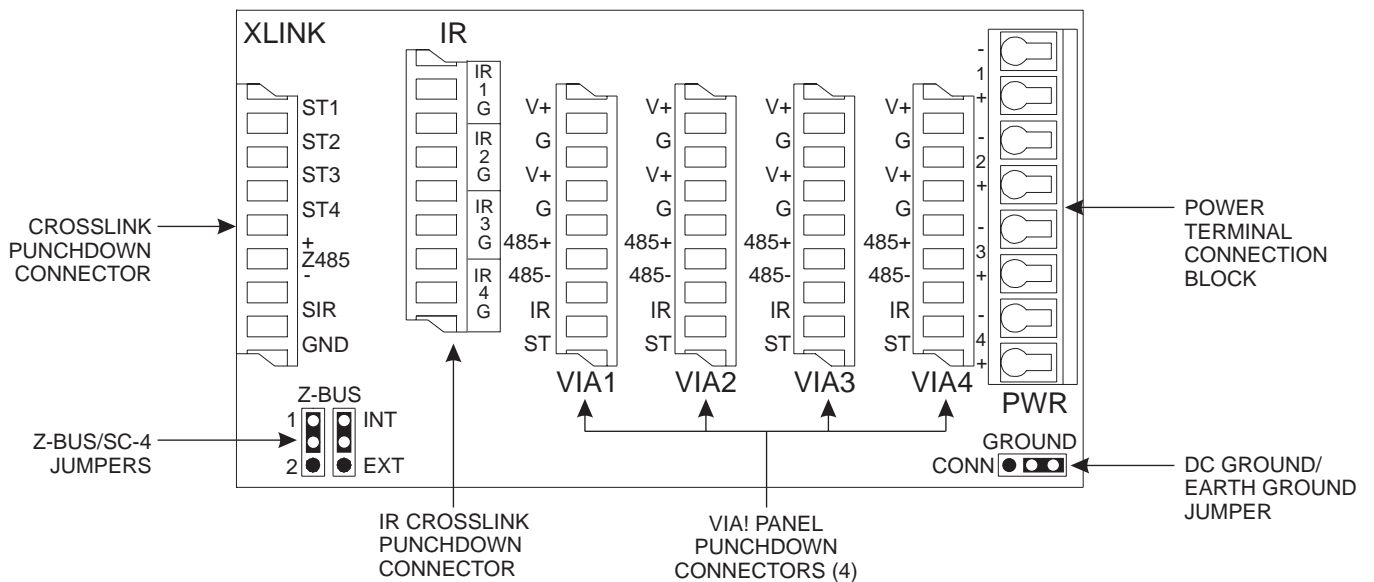 XLINK
IR
ST1
ST2
ST3
ST4
+
Z485
-
SIR
GND
IR
1
G
IR
2
G
IR
3
G
IR
4
G
V+
G
V+
G
485+
485-
IR
ST
VIA1
V+
G
V+
G
485+
485-
IR
ST
VIA2
V+
G
V+
G
485+
485-
IR
ST
VIA3
V+
G
V+
G
485+
485-
IR
ST
VIA4
-
1
+
-
2
+
-
3
+
-
4
+
PWR
CROSSLINK
PUNCHDOWN
CONNECTOR
POWER
TERMINAL
CONNECTION
BLOCK
Z-BUS
1
INT
2
EXT
Z-BUS/SC-4
JUMPERS
GROUND
CONN
DC GROUND/
EARTH GROUND
JUMPER
IR CROSSLINK
PUNCHDOWN
CONNECTOR
VIA! PANEL
PUNCHDOWN
CONNECTORS (4)